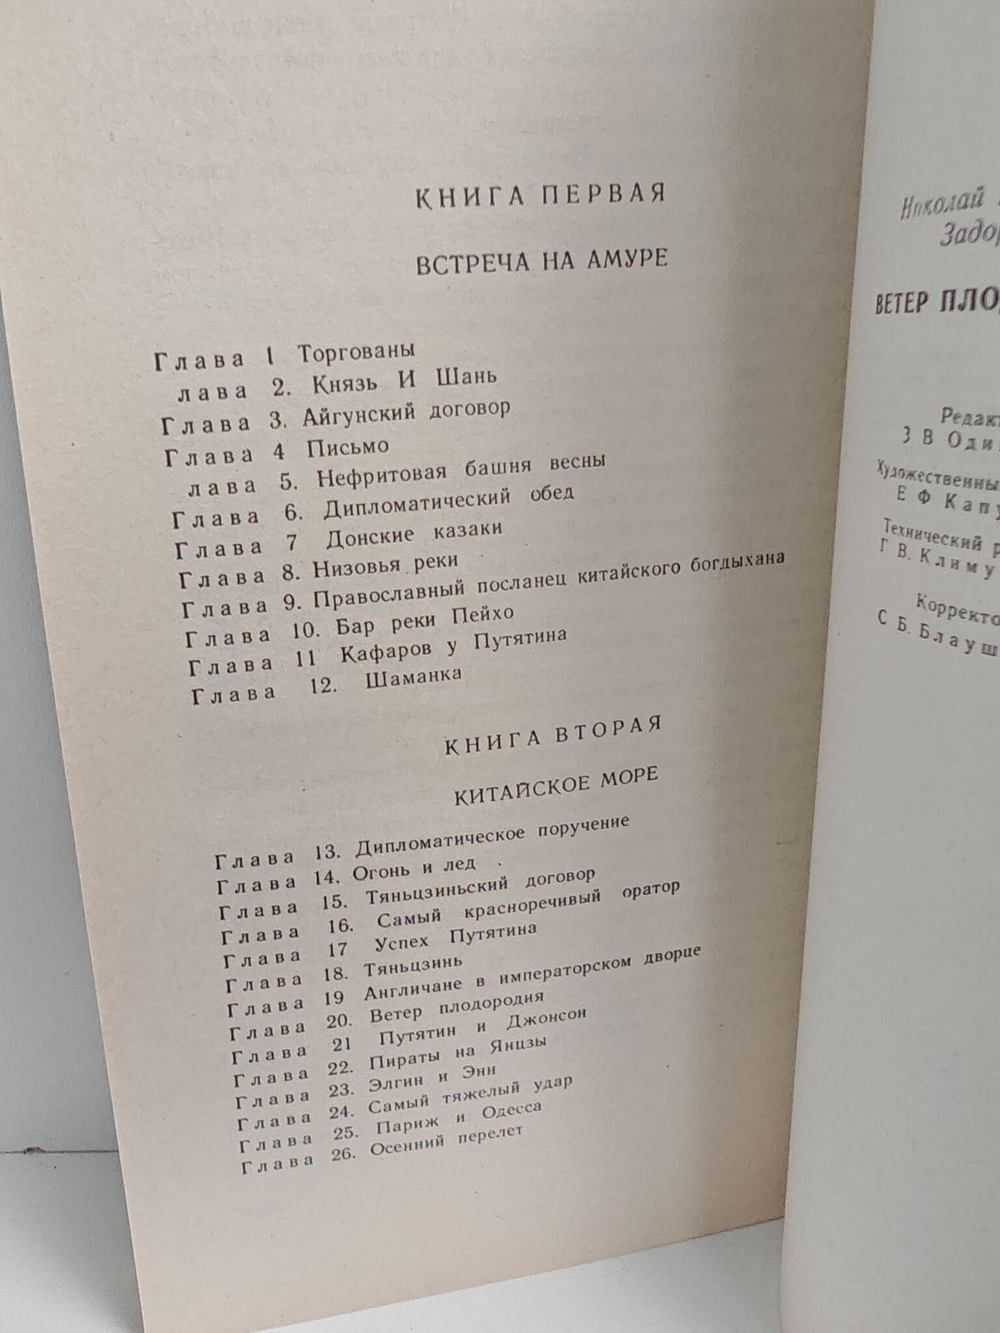 КНИГА ПЕРВАЯ
ВСТРЕЧА НА АМУРЕ
Глава 1 Торгованы
лава 2. Князь И Шань
Глава 3. Айгунский договор
Глава 4 Письмо
лава 5. Нефритовая башня весны
Глава 6. Дипломатический обед
Глава 7 Донские казаки
Глава 8. Низовья реки
Глава 9. Православный посланец китайского богдыхана
Глава 10. Бар реки Пейхо
Глава 11 Кафаров у Путятина
Глава 12. Шаманка
КНИГА ВТОРАЯ
КИТАЙСКОЕ МОРЕ
Глава 13. Дипломатическое поручение
Глава 14. Огонь и лед
Глава 15. Тяньцзиньский договор
Глава 16. Самый красноречивый оратор
Глава 17 Успех Путятина
Глава 18. Тяньцзинь
Глава 19 Англичане в императорском дворце
Глава 20. Ветер плодородия
Глава 21 Путятин и Джонсон
Глава 22. Пираты на Янцзы
Глава 23. Элгин и Энн
Глава 24. Самый тяжелый удар
Глава 25. Париж и Одесса
Глава 26. Осенний перелет
Николай
Задор
ВЕТЕР ПЛО
Редак
З В Оди
Художественны
Е Ф Капу
Технический р
Г В. Климу
Корректо
С Б. Блауш